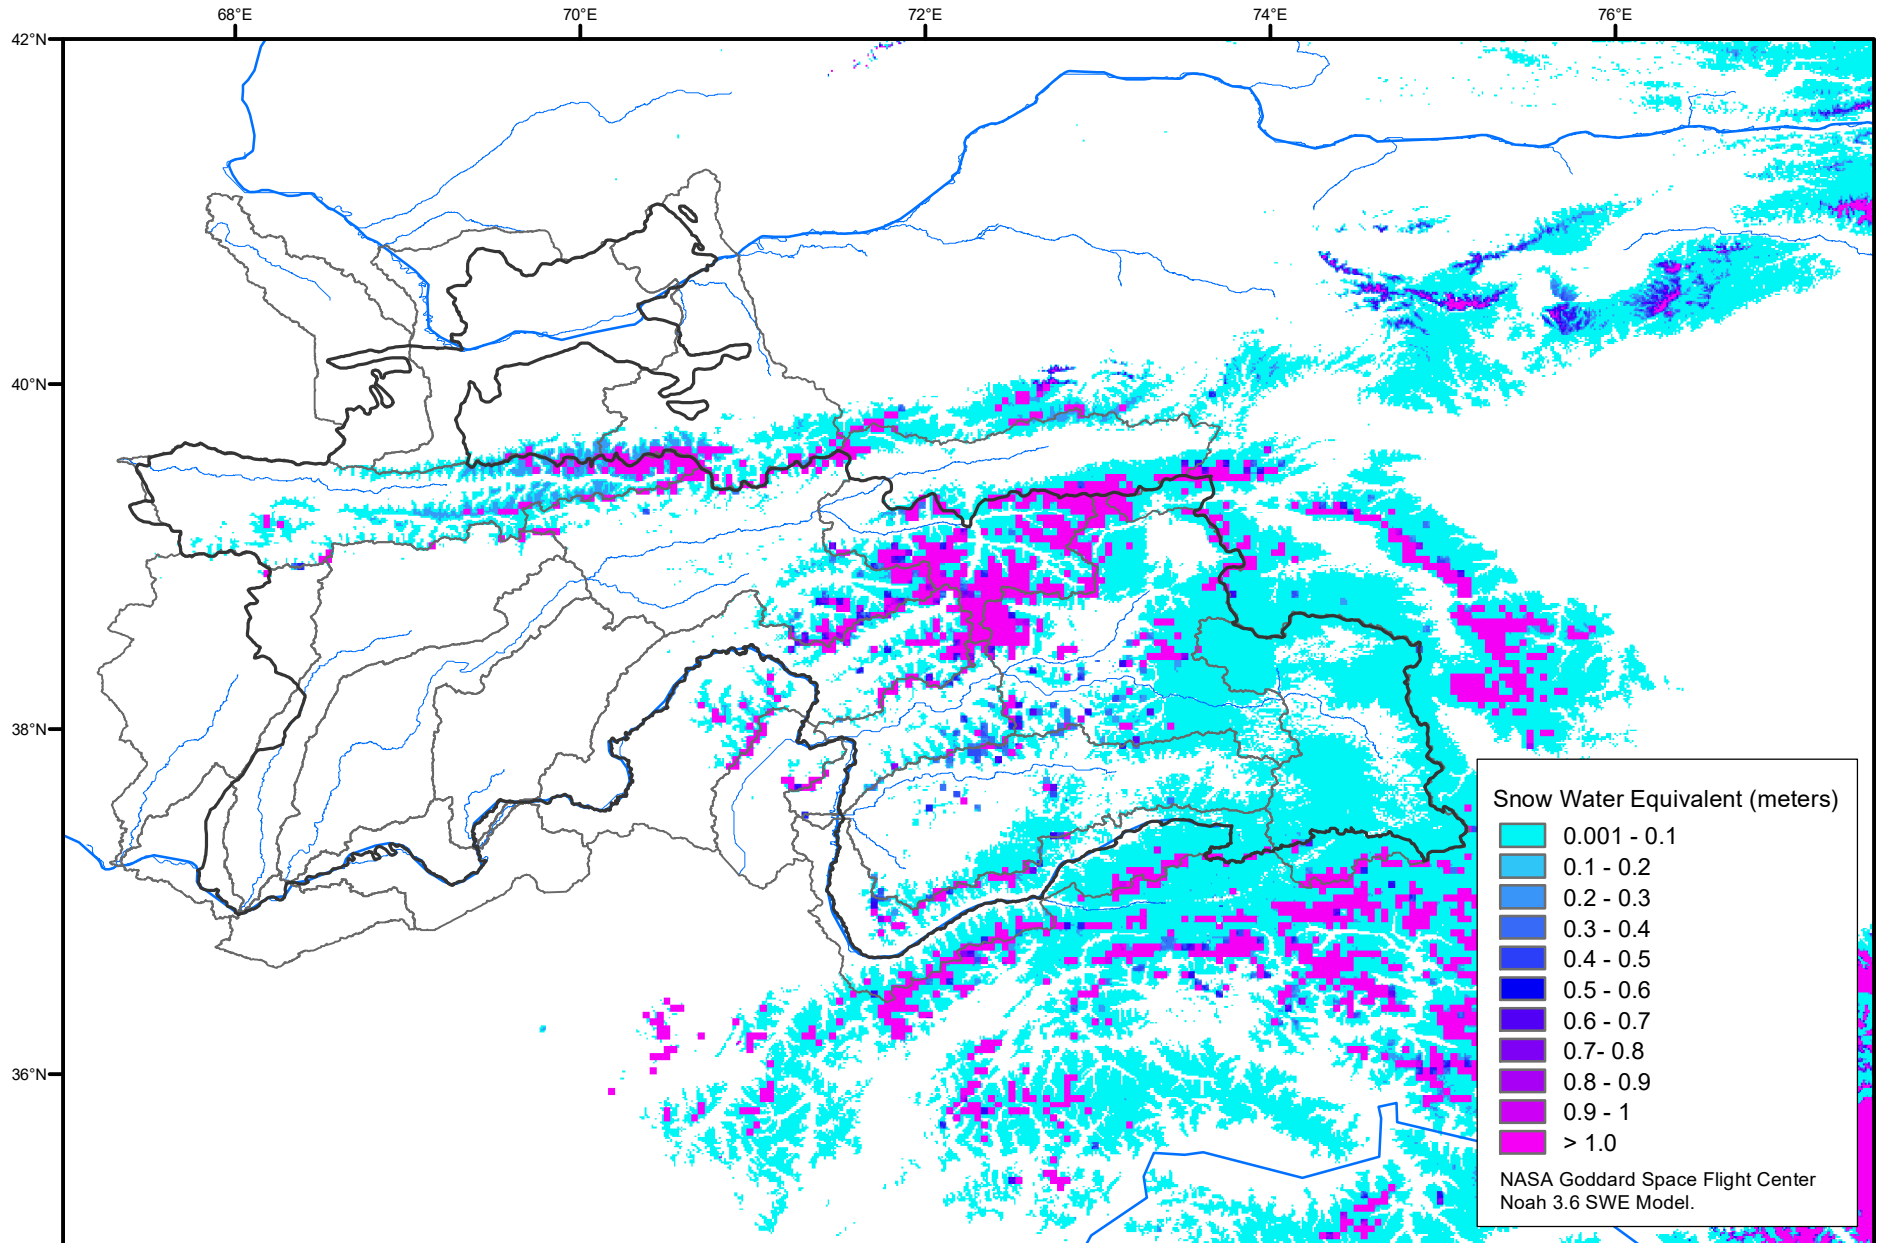 68°E 70°E 72°E 74°E 76°E
42°N
40°N
38°N
36°N
Snow Water Equivalent (meters)
0.001 - 0.1
0.1 - 0.2
0.2 - 0.3
0.3 - 0.4
0.4 - 0.5
0.5 - 0.6
0.6 - 0.7
0.7- 0.8
0.8 - 0.9
0.9 - 1
> 1.0
NASA Goddard Space Flight Center
Noah 3.6 SWE Model.